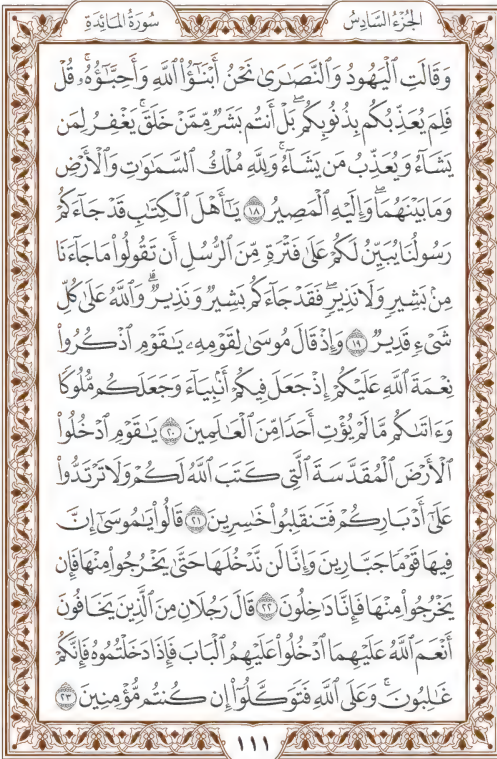 الجُزْءُ السَّادِسُ
سُورَةُ المَائِدَةِ
وَقَالَتِ ٱلۡيَهُودُ وَٱلنَّصَٰرَىٰ نَحۡنُ أَبۡنَٰٓؤُاْ ٱللَّهِ وَأَحِبَّٰٓؤُهُۥۚ قُلۡ
فَلِمَ يُعَذِّبُكُم بِذُنُوبِكُمۖ بَلۡ أَنتُم بَشَرٞ مِّمَّنۡ خَلَقَۚ يَغۡفِرُ لِمَن
يَشَآءُ وَيُعَذِّبُ مَن يَشَآءُۚ وَلِلَّهِ مُلۡكُ ٱلسَّمَٰوَٰتِ وَٱلۡأَرۡضِ
وَمَا بَيۡنَهُمَاۖ وَإِلَيۡهِ ٱلۡمَصِيرُ ١٨ يَٰٓأَهۡلَ ٱلۡكِتَٰبِ قَدۡ جَآءَكُمۡ
رَسُولُنَا يُبَيِّنُ لَكُمۡ عَلَىٰ فَتۡرَةٖ مِّنَ ٱلرُّسُلِ أَن تَقُولُواْ مَا جَآءَنَا
مِنۢ بَشِيرٖ وَلَا نَذِيرٖۖ فَقَدۡ جَآءَكُم بَشِيرٞ وَنَذِيرٞۗ وَٱللَّهُ عَلَىٰ كُلِّ
شَيۡءٖ قَدِيرٞ ١٩ وَإِذۡ قَالَ مُوسَىٰ لِقَوۡمِهِۦ يَٰقَوۡمِ ٱذۡكُرُواْ
نِعۡمَةَ ٱللَّهِ عَلَيۡكُمۡ إِذۡ جَعَلَ فِيكُمۡ أَنۢبِيَآءَ وَجَعَلَكُم مُّلُوكٗا
وَءَاتَىٰكُم مَّا لَمۡ يُؤۡتِ أَحَدٗا مِّنَ ٱلۡعَٰلَمِينَ ٢٠ يَٰقَوۡمِ ٱدۡخُلُواْ
ٱلۡأَرۡضَ ٱلۡمُقَدَّسَةَ ٱلَّتِي كَتَبَ ٱللَّهُ لَكُمۡ وَلَا تَرۡتَدُّواْ
عَلَىٰٓ أَدۡبَارِكُمۡ فَتَنقَلِبُواْ خَٰسِرِينَ ٢١ قَالُواْ يَٰمُوسَىٰٓ إِنَّ
فِيهَا قَوۡمٗا جَبَّارِينَ وَإِنَّا لَن نَّدۡخُلَهَا حَتَّىٰ يَخۡرُجُواْ مِنۡهَا فَإِن
يَخۡرُجُواْ مِنۡهَا فَإِنَّا دَٰخِلُونَ ٢٢ قَالَ رَجُلَانِ مِنَ ٱلَّذِينَ يَخَافُونَ
أَنۡعَمَ ٱللَّهُ عَلَيۡهِمَا ٱدۡخُلُواْ عَلَيۡهِمُ ٱلۡبَابَ فَإِذَا دَخَلۡتُمُوهُ فَإِنَّكُمۡ
غَٰلِبُونَۚ وَعَلَى ٱللَّهِ فَتَوَكَّلُوٓاْ إِن كُنتُم مُّؤۡمِنِينَ ٢٣
١١١